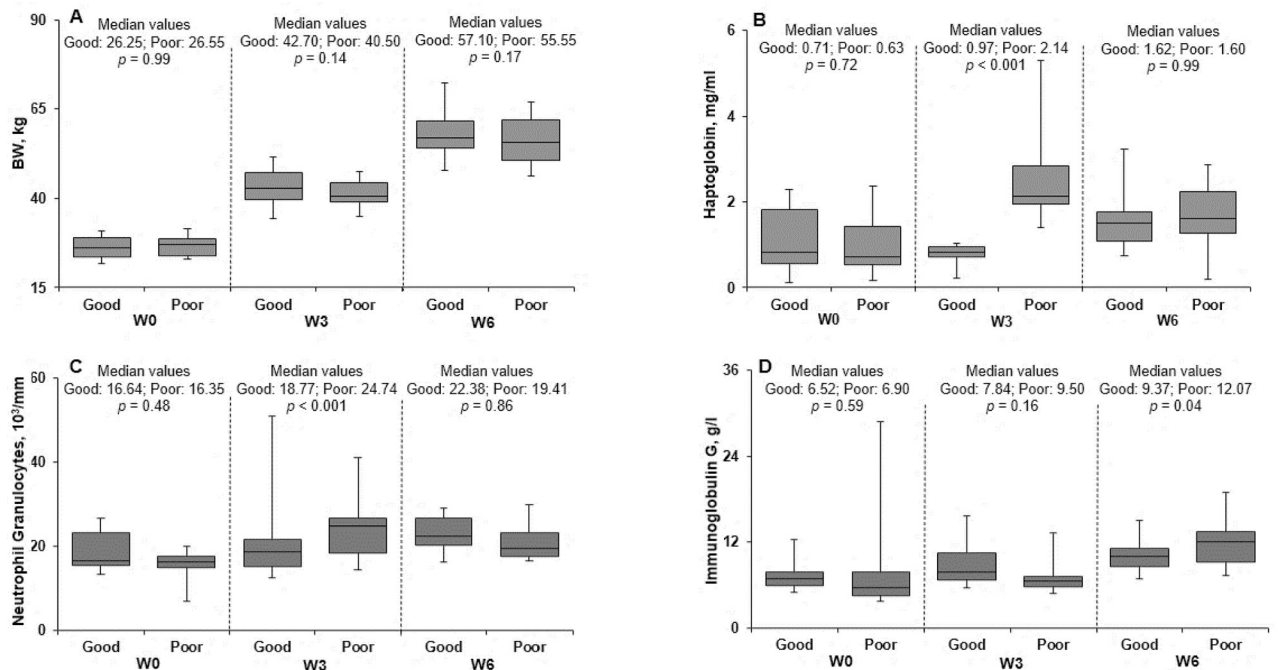 A
Median values
Good: 26.25; Poor: 26.55
p = 0.99
Median values
Good: 42.70; Poor: 40.50
p = 0.14
Median values
Good: 57.10; Poor: 55.55
p = 0.17
BW, kg
90
65
40
15
Good Poor Good Poor Good Poor
W0 W3 W6
B
Median values
Good: 0.71; Poor: 0.63
p = 0.72
Median values
Good: 0.97; Poor: 2.14
p < 0.001
Median values
Good: 1.62; Poor: 1.60
p = 0.99
Haptoglobin, mg/ml
6
4
2
0
Good Poor Good Poor Good Poor
W0 W3 W6
C
Median values
Good: 16.64; Poor: 16.35
p = 0.48
Median values
Good: 18.77; Poor: 24.74
p < 0.001
Median values
Good: 22.38; Poor: 19.41
p = 0.86
Neutrophil Granulocytes, 10³/mm
60
40
20
0
Good Poor Good Poor Good Poor
W0 W3 W6
D
Median values
Good: 6.52; Poor: 6.90
p = 0.59
Median values
Good: 7.84; Poor: 9.50
p = 0.16
Median values
Good: 9.37; Poor: 12.07
p = 0.04
Immunoglobulin G, g/l
36
24
12
0
Good Poor Good Poor Good Poor
W0 W3 W6